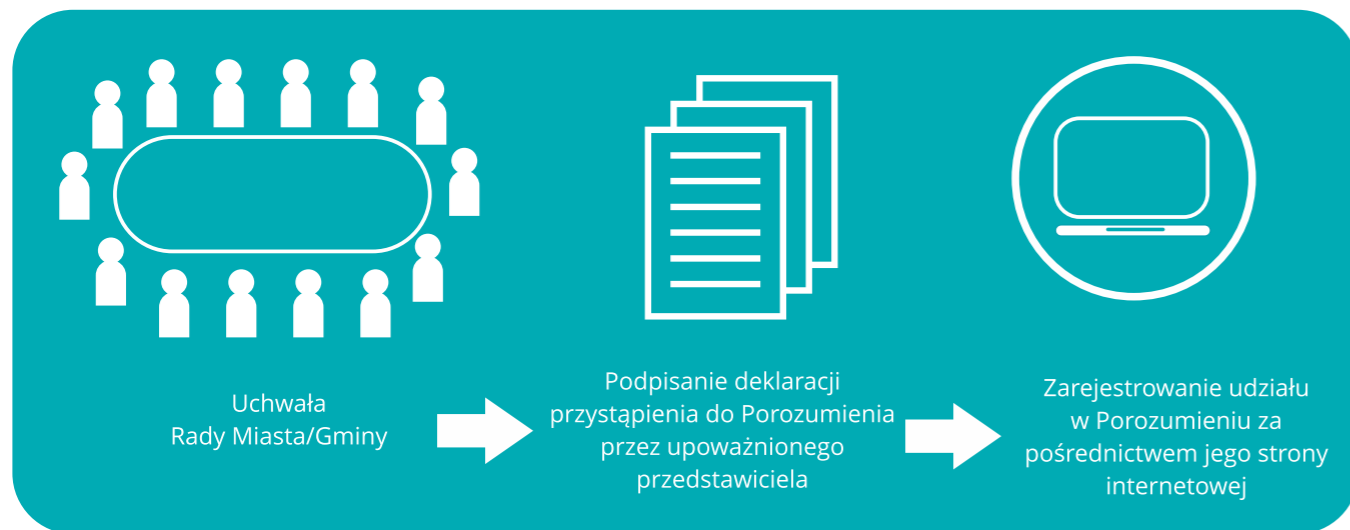 Uchwała
Rady Miasta/Gminy
Podpisanie deklaracji
przystąpienia do Porozumienia
przez upoważnionego
przedstawiciela
Zarejestrowanie udziału
w Porozumieniu za
pośrednictwem jego strony
internetowej